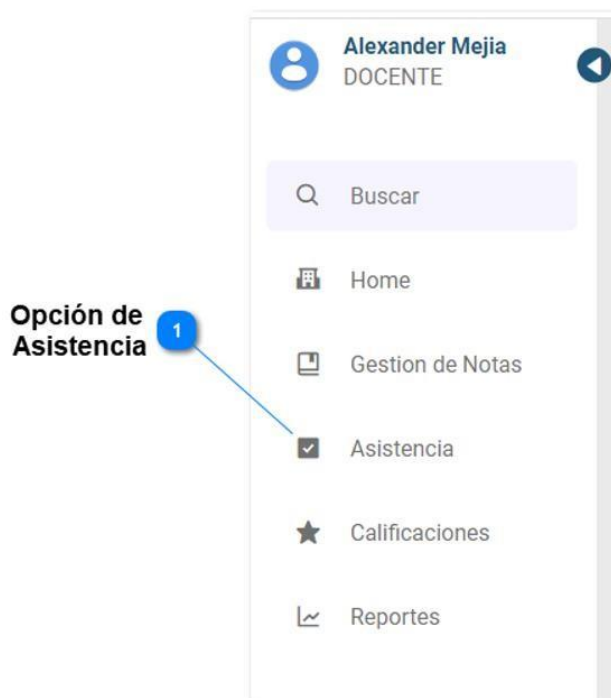 Alexander Mejia
DOCENTE
Buscar
Home
Opción de
Asistencia
1
Gestion de Notas
Asistencia
Calificaciones
Reportes